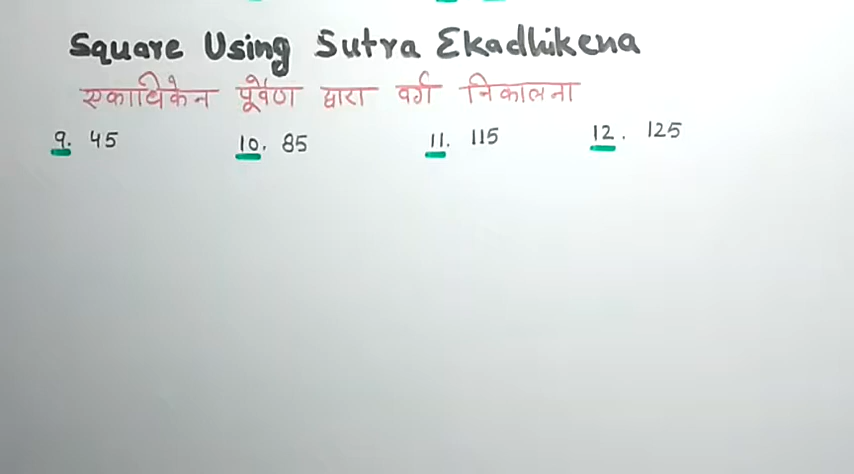 Square Using Sutra Ekadhikena
एकाधिकेन पूर्वेण द्वारा वर्ग निकालना
9. 45 10. 85 11. 115 12. 125